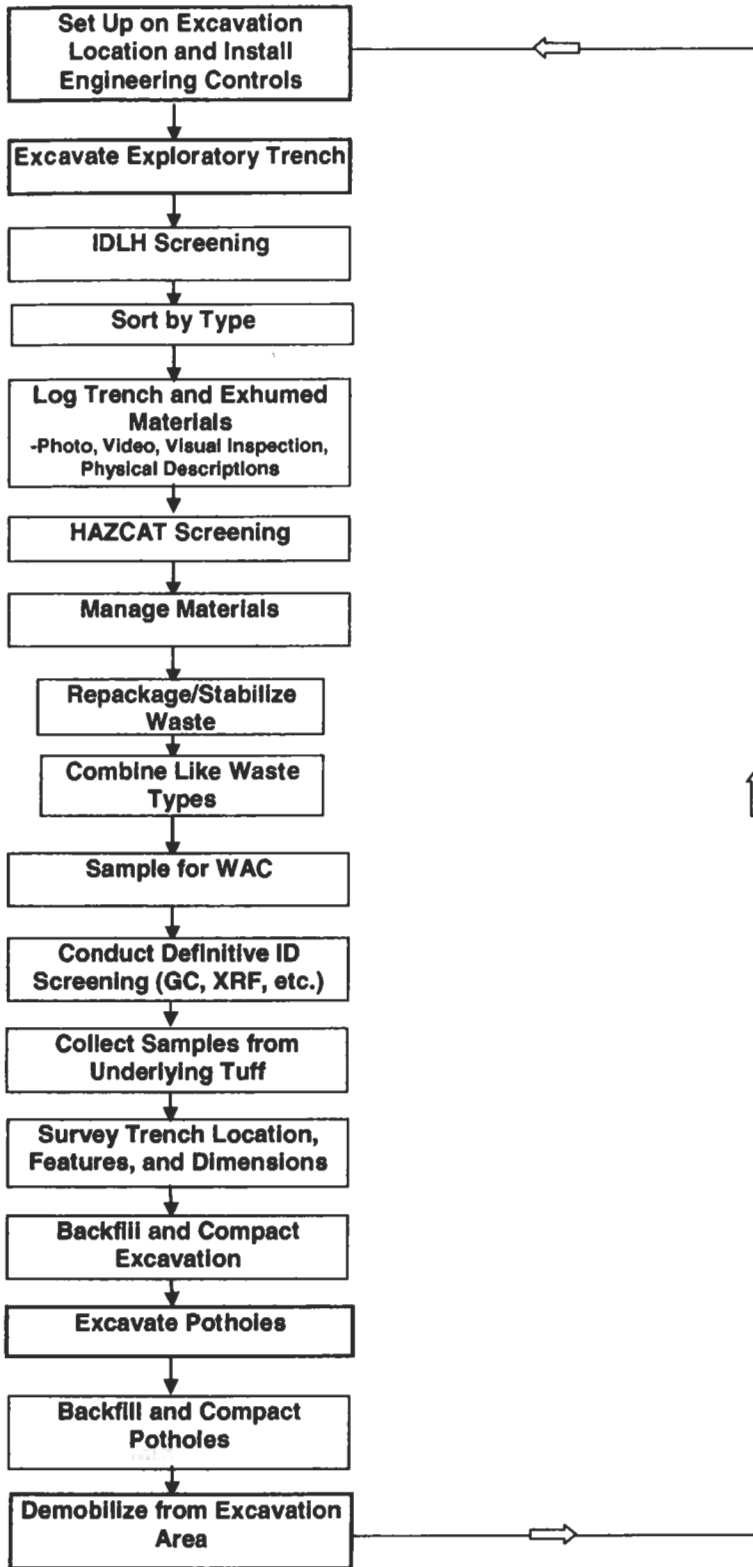 Set Up on Excavation
Location and Install
Engineering Controls
Excavate Exploratory Trench
IDLH Screening
Sort by Type
Log Trench and Exhumed
Materials
-Photo, Video, Visual Inspection,
Physical Descriptions
HAZCAT Screening
Manage Materials
Repackage/Stabilize
Waste
Combine Like Waste
Types
Sample for WAC
Conduct Definitive ID
Screening (GC, XRF, etc.)
Collect Samples from
Underlying Tuff
Survey Trench Location,
Features, and Dimensions
Backfill and Compact
Excavation
Excavate Potholes
Backfill and Compact
Potholes
Demobilize from Excavation
Area